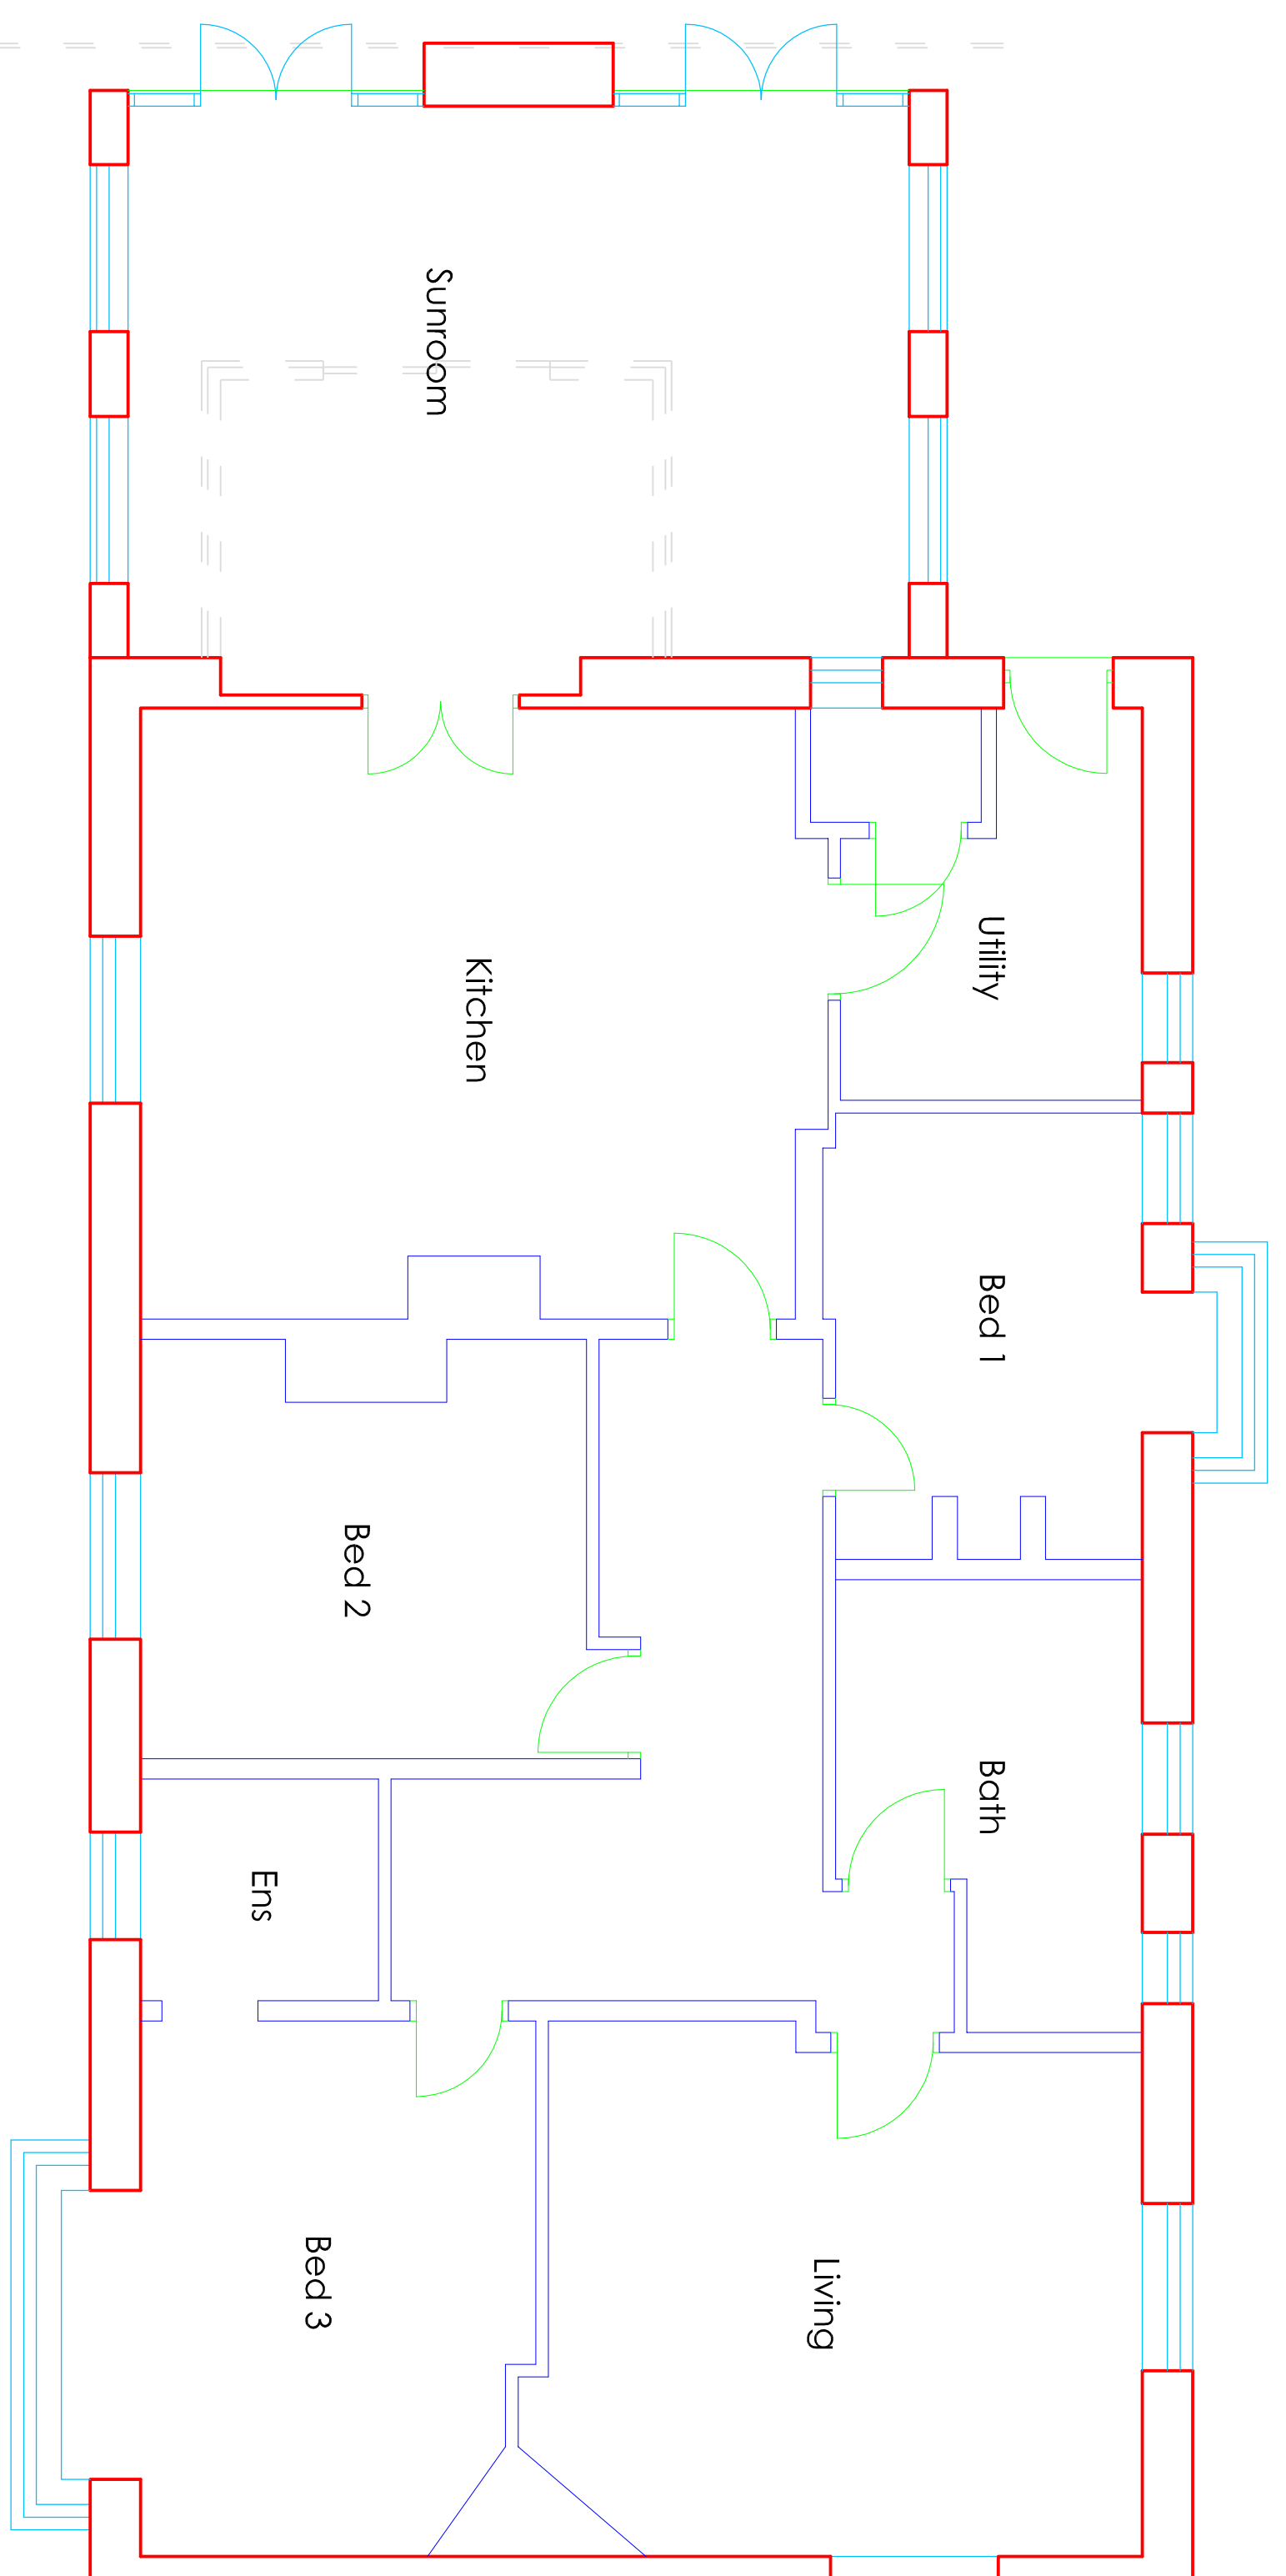 Sunroom
Kitchen
Utility
Bed 1
Bed 2
Bath
Ens
Bed 3
Living